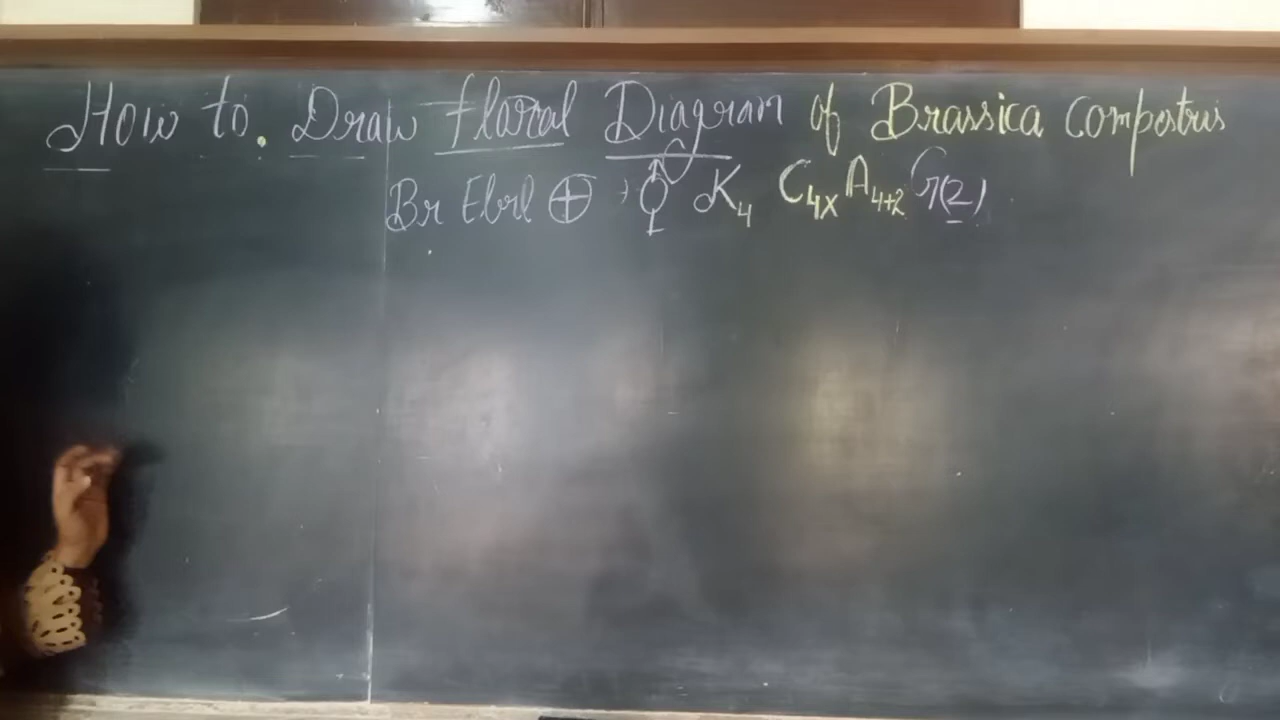 How to. Draw Floral Diagram of Brassica compestris
Br Ebrl ⊕ ⚥ K₄ C₄ₓ A₄₊₂ G₍₂₎